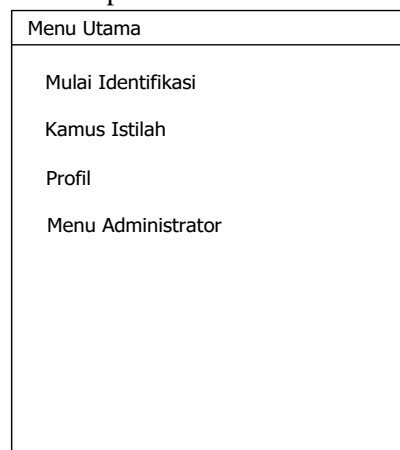 Menu Utama
Mulai Identifikasi
Kamus Istilah
Profil
Menu Administrator